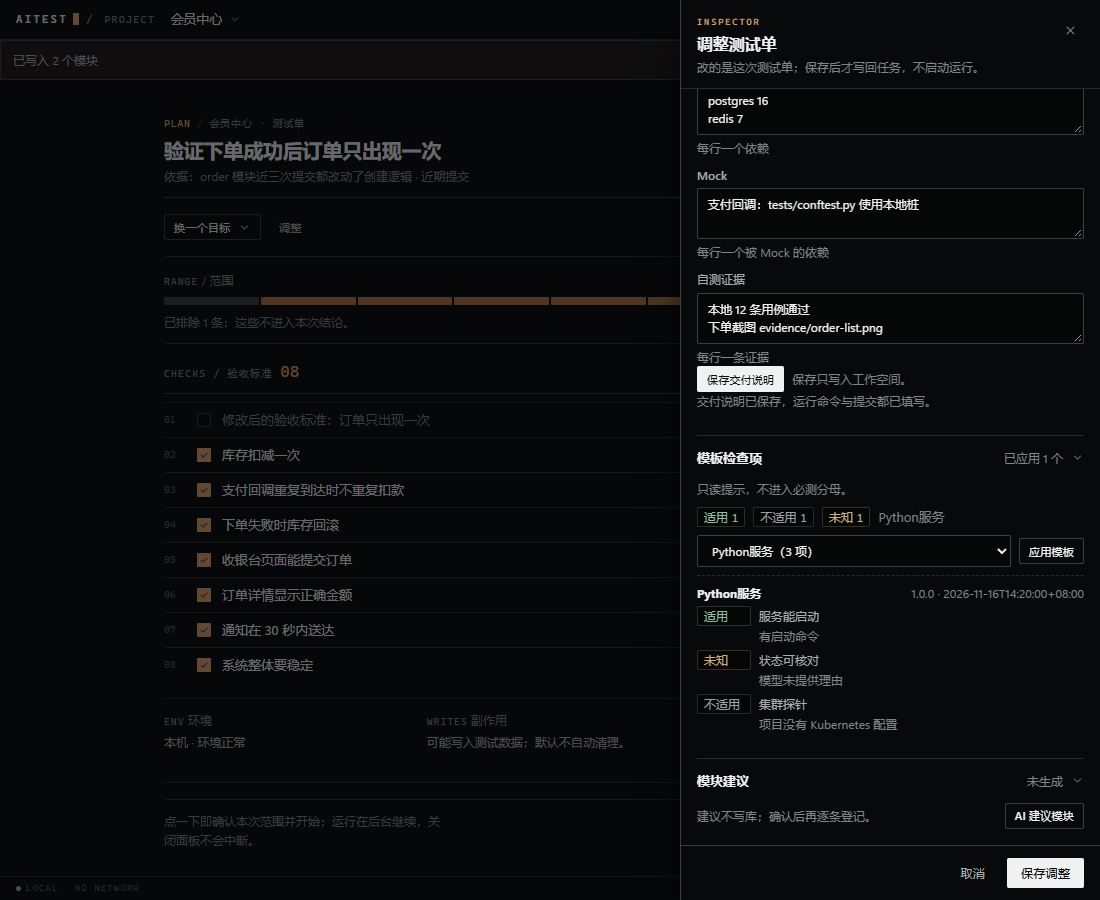 AITEST / PROJECT 会员中心
已写入 2 个模块
PLAN / 会员中心 · 测试单
验证下单成功后订单只出现一次
依据：order 模块近三次提交都改动了创建逻辑 · 近期提交
换一个目标 调整
RANGE / 范围
已排除 1 条；这些不进入本次结论。
CHECKS / 验收标准 08
01 修改后的验收标准：订单只出现一次
02 库存扣减一次
03 支付回调重复到达时不重复扣款
04 下单失败时库存回滚
05 收银台页面能提交订单
06 订单详情显示正确金额
07 通知在 30 秒内送达
08 系统整体要稳定
ENV 环境 WRITES 副作用
本机 · 环境正常 可能写入测试数据；默认不自动清理。
点一下即确认本次范围并开始；运行在后台继续，关
闭面板不会中断。
LOCAL NO NETWORK
INSPECTOR
调整测试单
改的是这次测试单；保存后才写回任务，不启动运行。
postgres 16
redis 7
每行一个依赖
Mock
支付回调：tests/conftest.py 使用本地桩
每行一个被 Mock 的依赖
自测证据
本地 12 条用例通过
下单截图 evidence/order-list.png
每行一条证据
保存交付说明 保存只写入工作空间。
交付说明已保存，运行命令与提交都已填写。
模板检查项 已应用 1 个
只读提示，不进入必测分母。
适用 1 不适用 1 未知 1 Python服务
Python服务（3 项） 应用模板
Python服务 1.0.0 · 2026-11-16T14:20:00+08:00
适用 服务能启动
有启动命令
未知 状态可核对
模型未提供理由
不适用 集群探针
项目没有 Kubernetes 配置
模块建议 未生成
建议不写库；确认后再逐条登记。 AI 建议模块
取消 保存调整